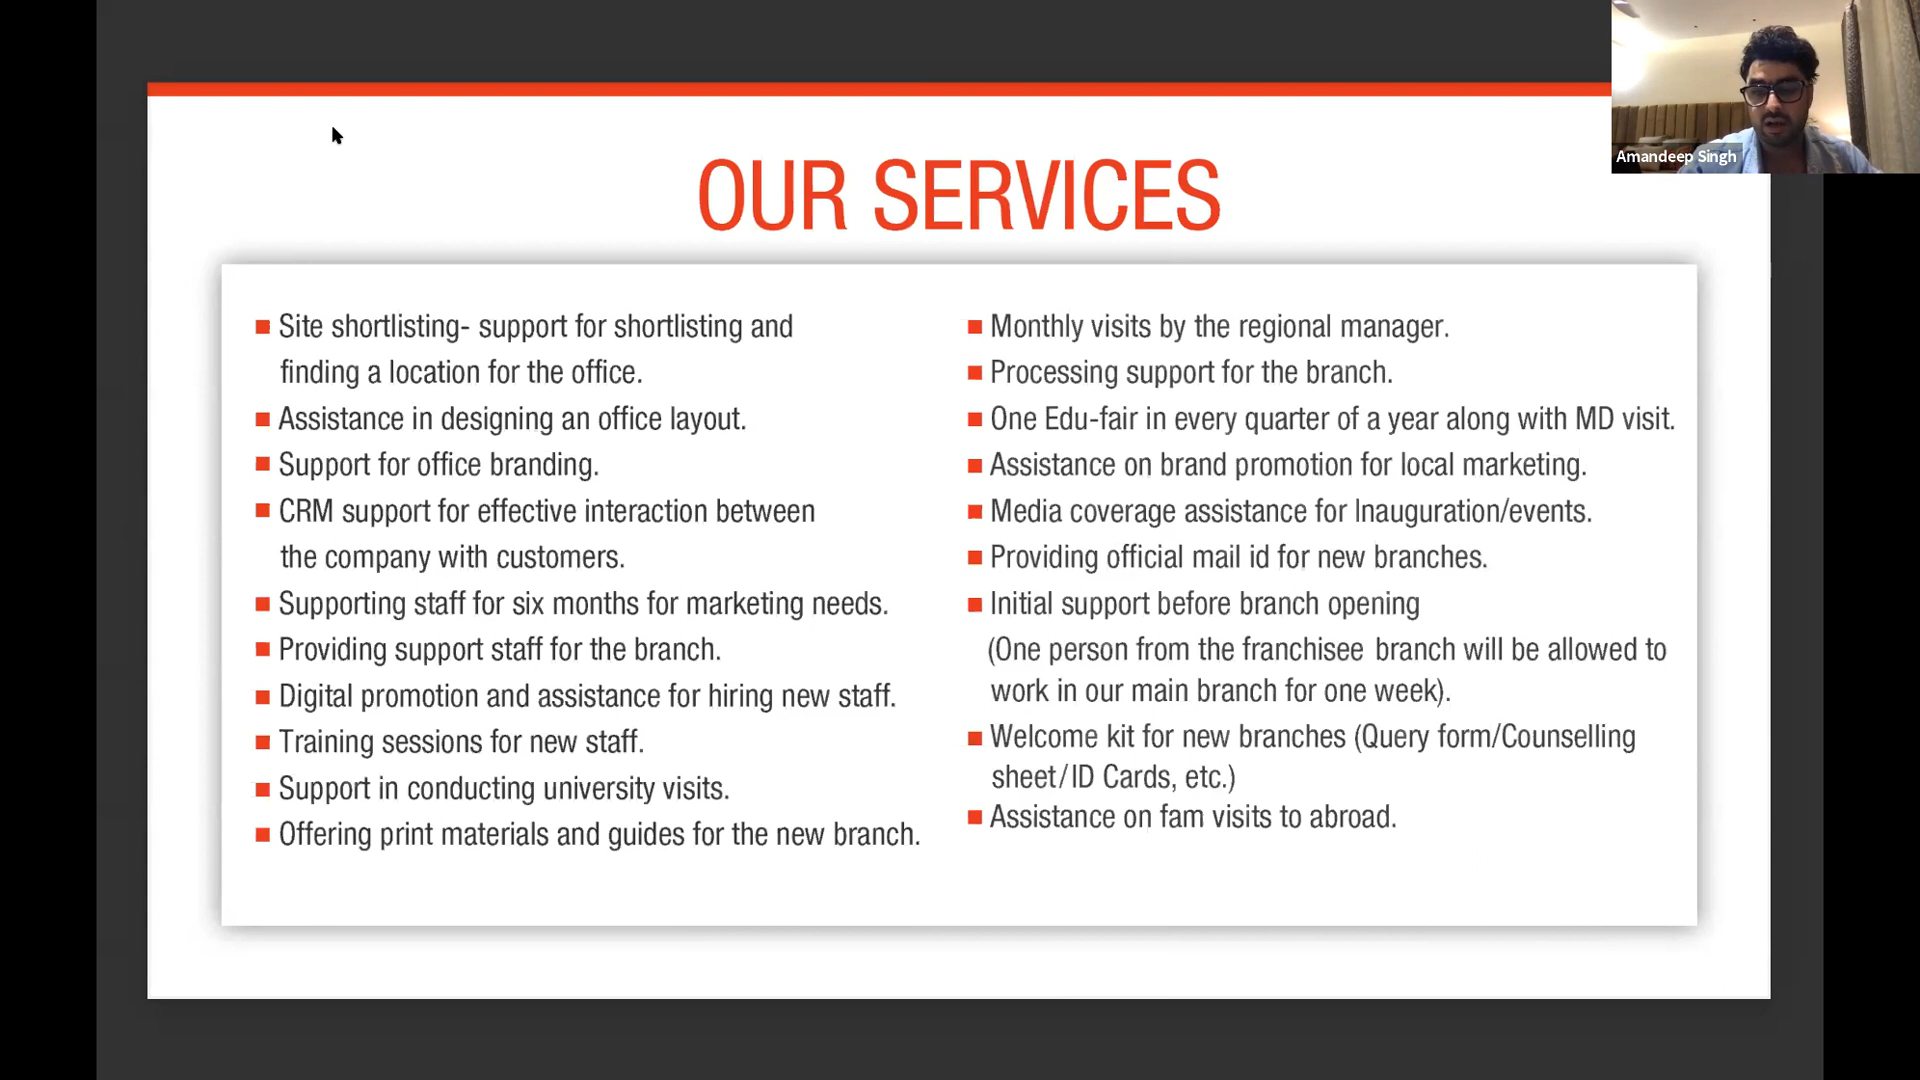 Amandeep Singh
OUR SERVICES
Site shortlisting- support for shortlisting and
finding a location for the office.
Assistance in designing an office layout.
Support for office branding.
CRM support for effective interaction between
the company with customers.
Supporting staff for six months for marketing needs.
Providing support staff for the branch.
Digital promotion and assistance for hiring new staff.
Training sessions for new staff.
Support in conducting university visits.
Offering print materials and guides for the new branch.
Monthly visits by the regional manager.
Processing support for the branch.
One Edu-fair in every quarter of a year along with MD visit.
Assistance on brand promotion for local marketing.
Media coverage assistance for Inauguration/events.
Providing official mail id for new branches.
Initial support before branch opening
(One person from the franchisee branch will be allowed to
work in our main branch for one week).
Welcome kit for new branches (Query form/Counselling
sheet/ID Cards, etc.)
Assistance on fam visits to abroad.